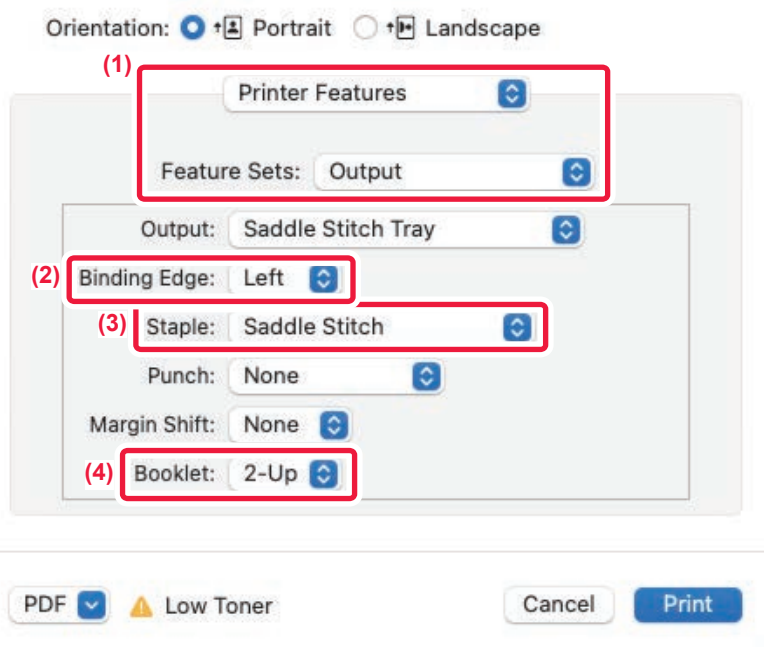 Orientation: Portrait Landscape
(1)
Printer Features
Feature Sets: Output
Output: Saddle Stitch Tray
(2) Binding Edge: Left
(3) Staple: Saddle Stitch
Punch: None
Margin Shift: None
(4) Booklet: 2-Up
PDF Low Toner Cancel Print